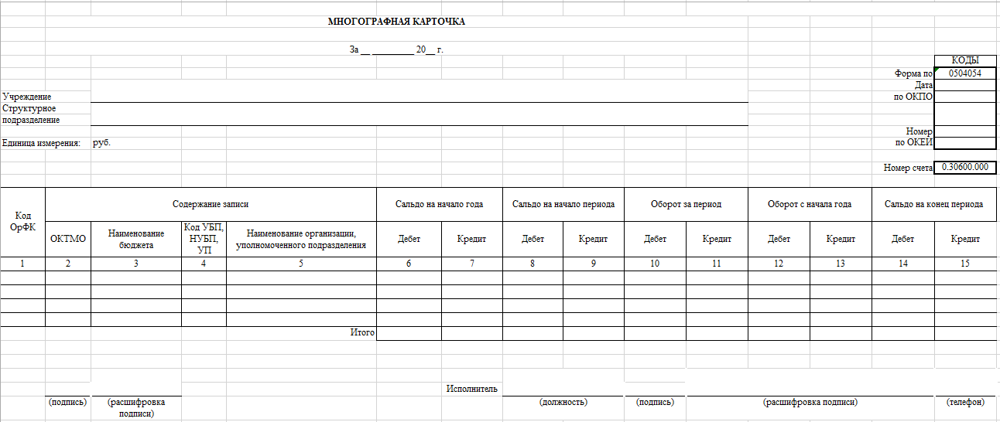 МНОГОГРАФНАЯ КАРТОЧКА
За __ _________ 20__ г.
КОДЫ
Форма по 0504054
Дата
Учреждение по ОКПО
Структурное
подразделение
Номер
Единица измерения: руб. по ОКЕИ
Номер счета 0.30600.000
Код
ОрФК
Содержание записи Сальдо на начало года Сальдо на начало периода Оборот за период Оборот с начала года Сальдо на конец периода
ОКТМО Наименование
бюджета Код УБП,
НУБП,
УП Наименование организации,
уполномоченного подразделения Дебет Кредит Дебет Кредит Дебет Кредит Дебет Кредит Дебет Кредит
1 2 3 4 5 6 7 8 9 10 11 12 13 14 15
Итого
Исполнитель
(подпись) (расшифровка
подписи) (должность) (подпись) (расшифровка подписи) (телефон)